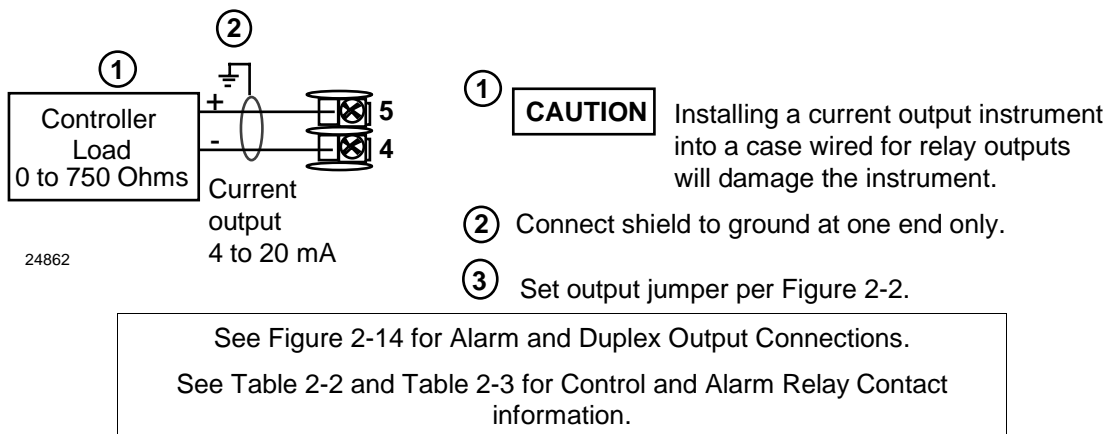 2
1
Controller
Load
0 to 750 Ohms
+
-
5
4
Current
output
4 to 20 mA
24862
1
CAUTION
Installing a current output instrument
into a case wired for relay outputs
will damage the instrument.
2 Connect shield to ground at one end only.
3 Set output jumper per Figure 2-2.
See Figure 2-14 for Alarm and Duplex Output Connections.
See Table 2-2 and Table 2-3 for Control and Alarm Relay Contact
information.